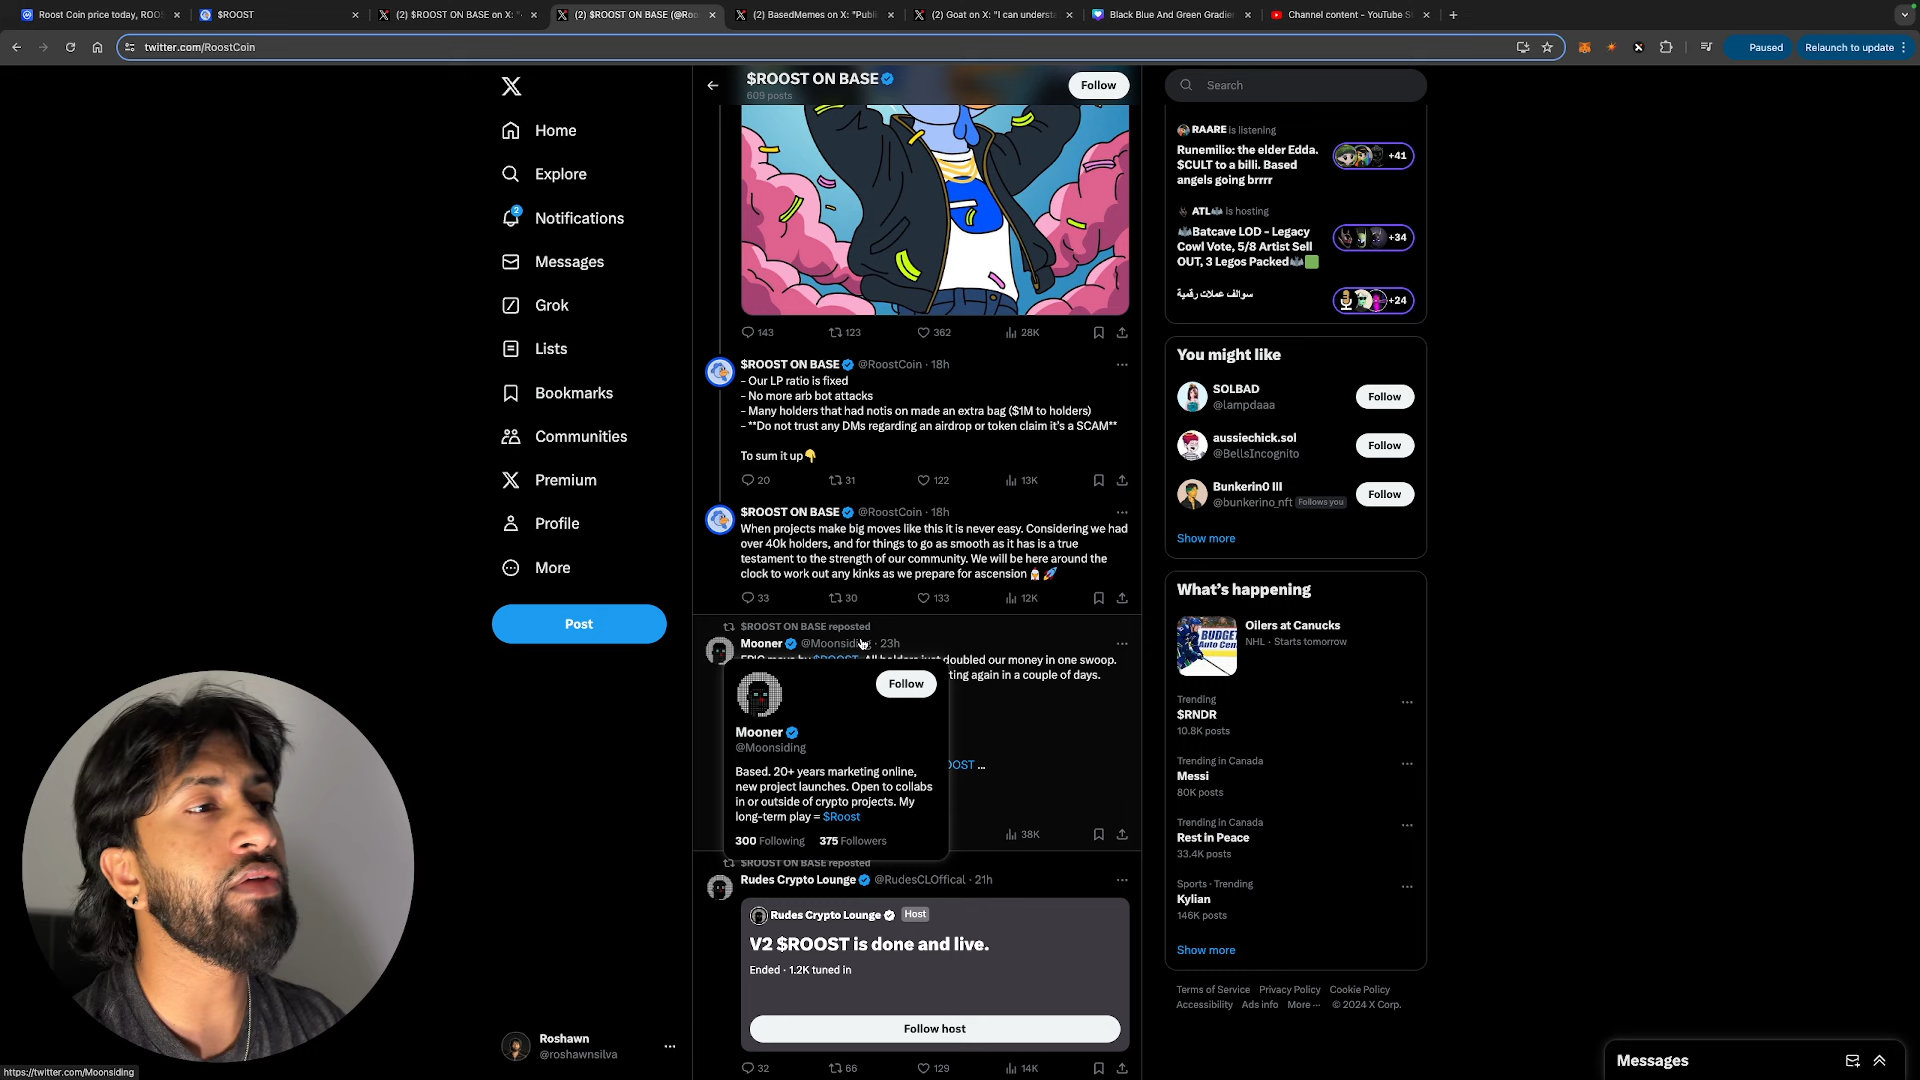 Roost Coin price today, ROO
$ROOST
(2) $ROOST ON BASE on X: "
(2) $ROOST ON BASE (@Roo
(2) BasedMemes on X: "Publi
(2) Goat on X: "I can underst
Black Blue And Green Gradie
Channel content - YouTube S
twitter.com/RoostCoin
Paused
Relaunch to update
$ROOST ON BASE
609 posts
Follow
Search
Home
Explore
2
Notifications
Messages
Grok
Lists
Bookmarks
Communities
Premium
Profile
More
Post
Roshawn
@roshawnsilva
https://twitter.com/Moonsiding
143
123
362
28K
$ROOST ON BASE @RoostCoin · 18h
- Our LP ratio is fixed
- No more arb bot attacks
- Many holders that had notis on made an extra bag ($1M to holders)
- **Do not trust any DMs regarding an airdrop or token claim it's a SCAM**
To sum it up👇
20
31
122
13K
$ROOST ON BASE @RoostCoin · 18h
When projects make big moves like this it is never easy. Considering we had
over 40k holders, and for things to go as smooth as it has is a true
testament to the strength of our community. We will be here around the
clock to work out any kinks as we prepare for ascension
33
30
133
12K
$ROOST ON BASE reposted
Mooner @Moonsiding · 23h
EPIC move by $ROOST. All holders just doubled our money in one swoop.
ting again in a couple of days.
OOST ...
38K
Follow
Mooner
@Moonsiding
Based. 20+ years marketing online,
new project launches. Open to collabs
in or outside of crypto projects. My
long-term play = $Roost
300 Following 375 Followers
$ROOST ON BASE reposted
Rudes Crypto Lounge @RudesCLOffical · 21h
Rudes Crypto Lounge Host
V2 $ROOST is done and live.
Ended · 1.2K tuned in
Follow host
32
66
129
14K
RAARE is listening
Runemilio: the elder Edda.
$CULT to a billi. Based
angels going brrrr
+41
ATL🦇 is hosting
🦇Batcave LOD - Legacy
Cowl Vote, 5/8 Artist Sell
OUT, 3 Legos Packed🦇🟩
+34
سوالف عملات رقمية
+24
You might like
SOLBAD
@lampdaaa
Follow
aussiechick.sol
@BellsIncognito
Follow
Bunkerin0 III
@bunkerino_nft Follows you
Follow
Show more
What's happening
BUDGE
Auto Cen
Oilers at Canucks
NHL · Starts tomorrow
Trending
$RNDR
10.8K posts
Trending in Canada
Messi
80K posts
Trending in Canada
Rest in Peace
33.4K posts
Sports · Trending
Kylian
146K posts
Show more
Terms of Service Privacy Policy Cookie Policy
Accessibility Ads info More ··· © 2024 X Corp.
Messages